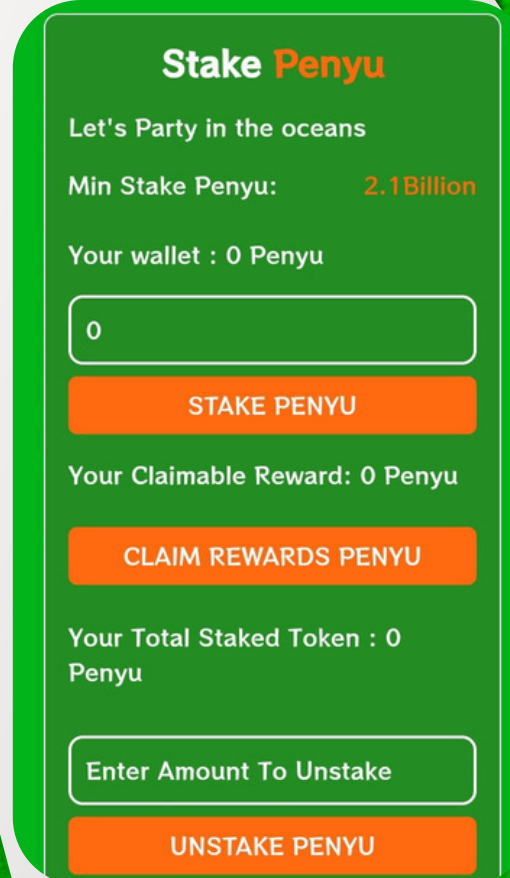 Stake Penyu
Let's Party in the oceans
Min Stake Penyu: 2.1Billion
Your wallet : 0 Penyu
0
STAKE PENYU
Your Claimable Reward: 0 Penyu
CLAIM REWARDS PENYU
Your Total Staked Token : 0
Penyu
Enter Amount To Unstake
UNSTAKE PENYU